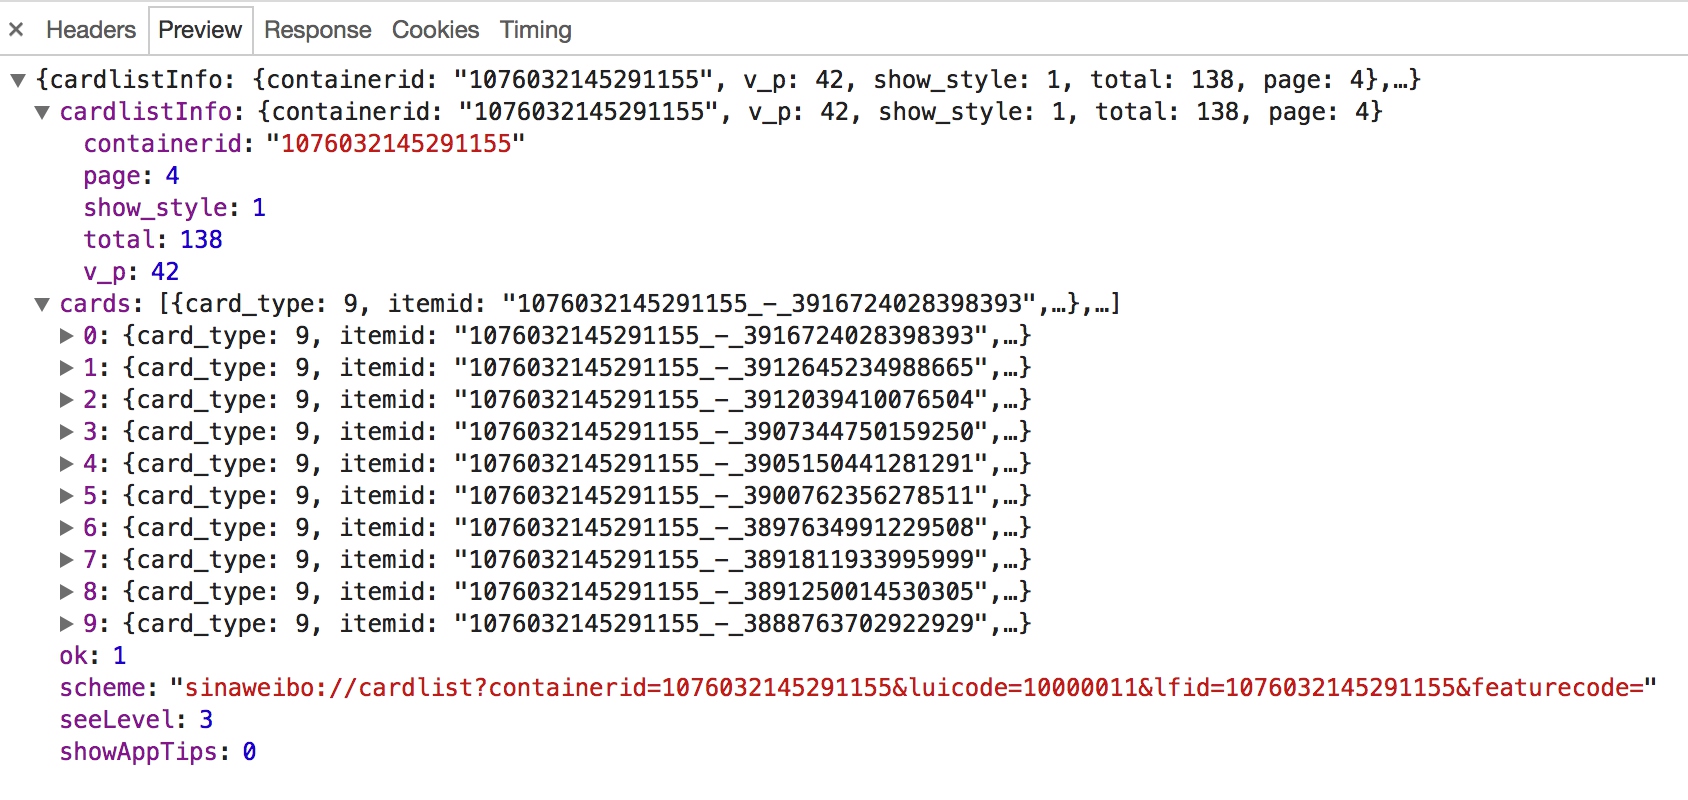 × Headers Preview Response Cookies Timing
▼ {cardlistInfo: {containerid: "1076032145291155", v_p: 42, show_style: 1, total: 138, page: 4},…}
▼ cardlistInfo: {containerid: "1076032145291155", v_p: 42, show_style: 1, total: 138, page: 4}
containerid: "1076032145291155"
page: 4
show_style: 1
total: 138
v_p: 42
▼ cards: [{card_type: 9, itemid: "1076032145291155_-_3916724028398393",…},…]
▶ 0: {card_type: 9, itemid: "1076032145291155_-_3916724028398393",…}
▶ 1: {card_type: 9, itemid: "1076032145291155_-_3912645234988665",…}
▶ 2: {card_type: 9, itemid: "1076032145291155_-_3912039410076504",…}
▶ 3: {card_type: 9, itemid: "1076032145291155_-_3907344750159250",…}
▶ 4: {card_type: 9, itemid: "1076032145291155_-_3905150441281291",…}
▶ 5: {card_type: 9, itemid: "1076032145291155_-_3900762356278511",…}
▶ 6: {card_type: 9, itemid: "1076032145291155_-_3897634991229508",…}
▶ 7: {card_type: 9, itemid: "1076032145291155_-_3891811933995999",…}
▶ 8: {card_type: 9, itemid: "1076032145291155_-_3891250014530305",…}
▶ 9: {card_type: 9, itemid: "1076032145291155_-_3888763702922929",…}
ok: 1
scheme: "sinaweibo://cardlist?containerid=1076032145291155&luicode=10000011&lfid=1076032145291155&featurecode="
seeLevel: 3
showAppTips: 0